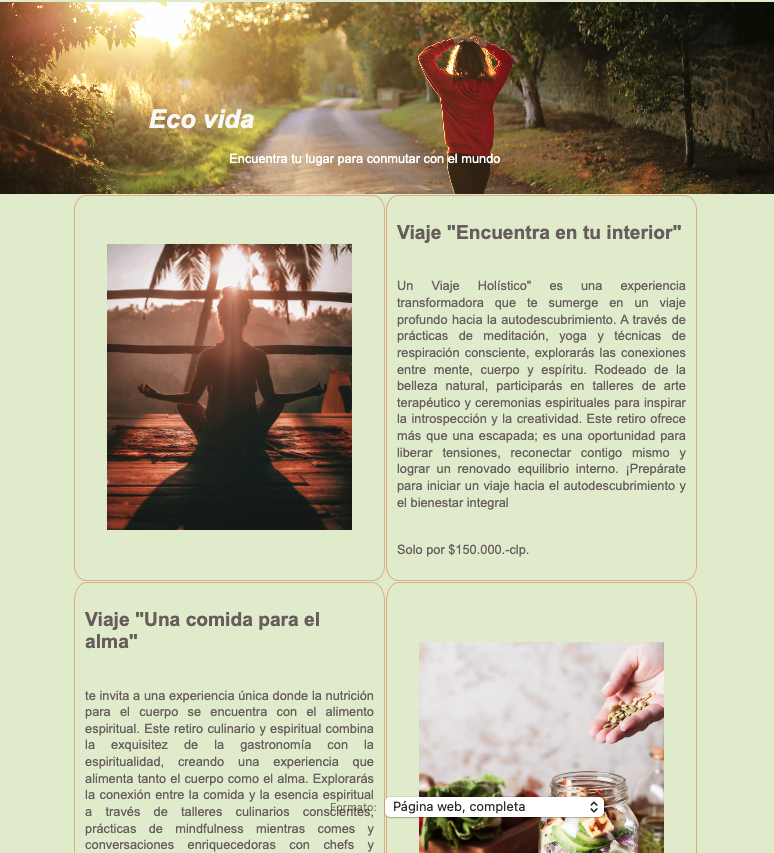 Eco vida
Encuentra tu lugar para conmutar con el mundo
Viaje "Encuentra en tu interior"
Un Viaje Holístico" es una experiencia
transformadora que te sumerge en un viaje
profundo hacia la autodescubrimiento. A través de
prácticas de meditación, yoga y técnicas de
respiración consciente, explorarás las conexiones
entre mente, cuerpo y espíritu. Rodeado de la
belleza natural, participarás en talleres de arte
terapéutico y ceremonias espirituales para inspirar
la introspección y la creatividad. Este retiro ofrece
más que una escapada; es una oportunidad para
liberar tensiones, reconectar contigo mismo y
lograr un renovado equilibrio interno. ¡Prepárate
para iniciar un viaje hacia el autodescubrimiento y
el bienestar integral
Solo por $150.000.-clp.
Viaje "Una comida para el
alma"
te invita a una experiencia única donde la nutrición
para el cuerpo se encuentra con el alimento
espiritual. Este retiro culinario y espiritual combina
la exquisitez de la gastronomía con la
espiritualidad, creando una experiencia que
alimenta tanto el cuerpo como el alma. Explorarás
la conexión entre la comida y la esencia espiritual
a través de talleres culinarios conscientes,
Formato: Página web, completa
prácticas de mindfulness mientras comes y
conversaciones enriquecedoras con chefs y